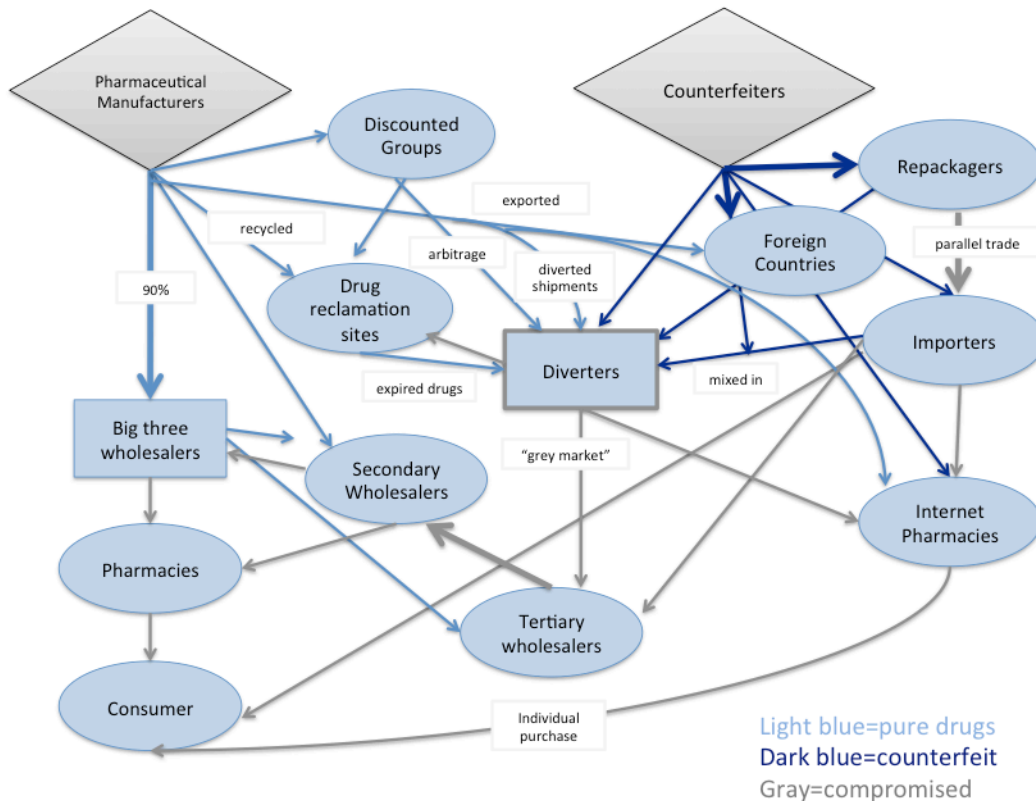 Pharmaceutical
Manufacturers
Counterfeiters
Discounted
Groups
Repackagers
exported
recycled
parallel trade
Foreign
Countries
arbitrage
diverted
shipments
90%
Drug
reclamation
sites
Importers
Diverters
expired drugs
mixed in
Big three
wholesalers
"grey market"
Secondary
Wholesalers
Internet
Pharmacies
Pharmacies
Tertiary
wholesalers
Consumer
Individual
purchase
Light blue=pure drugs
Dark blue=counterfeit
Gray=compromised